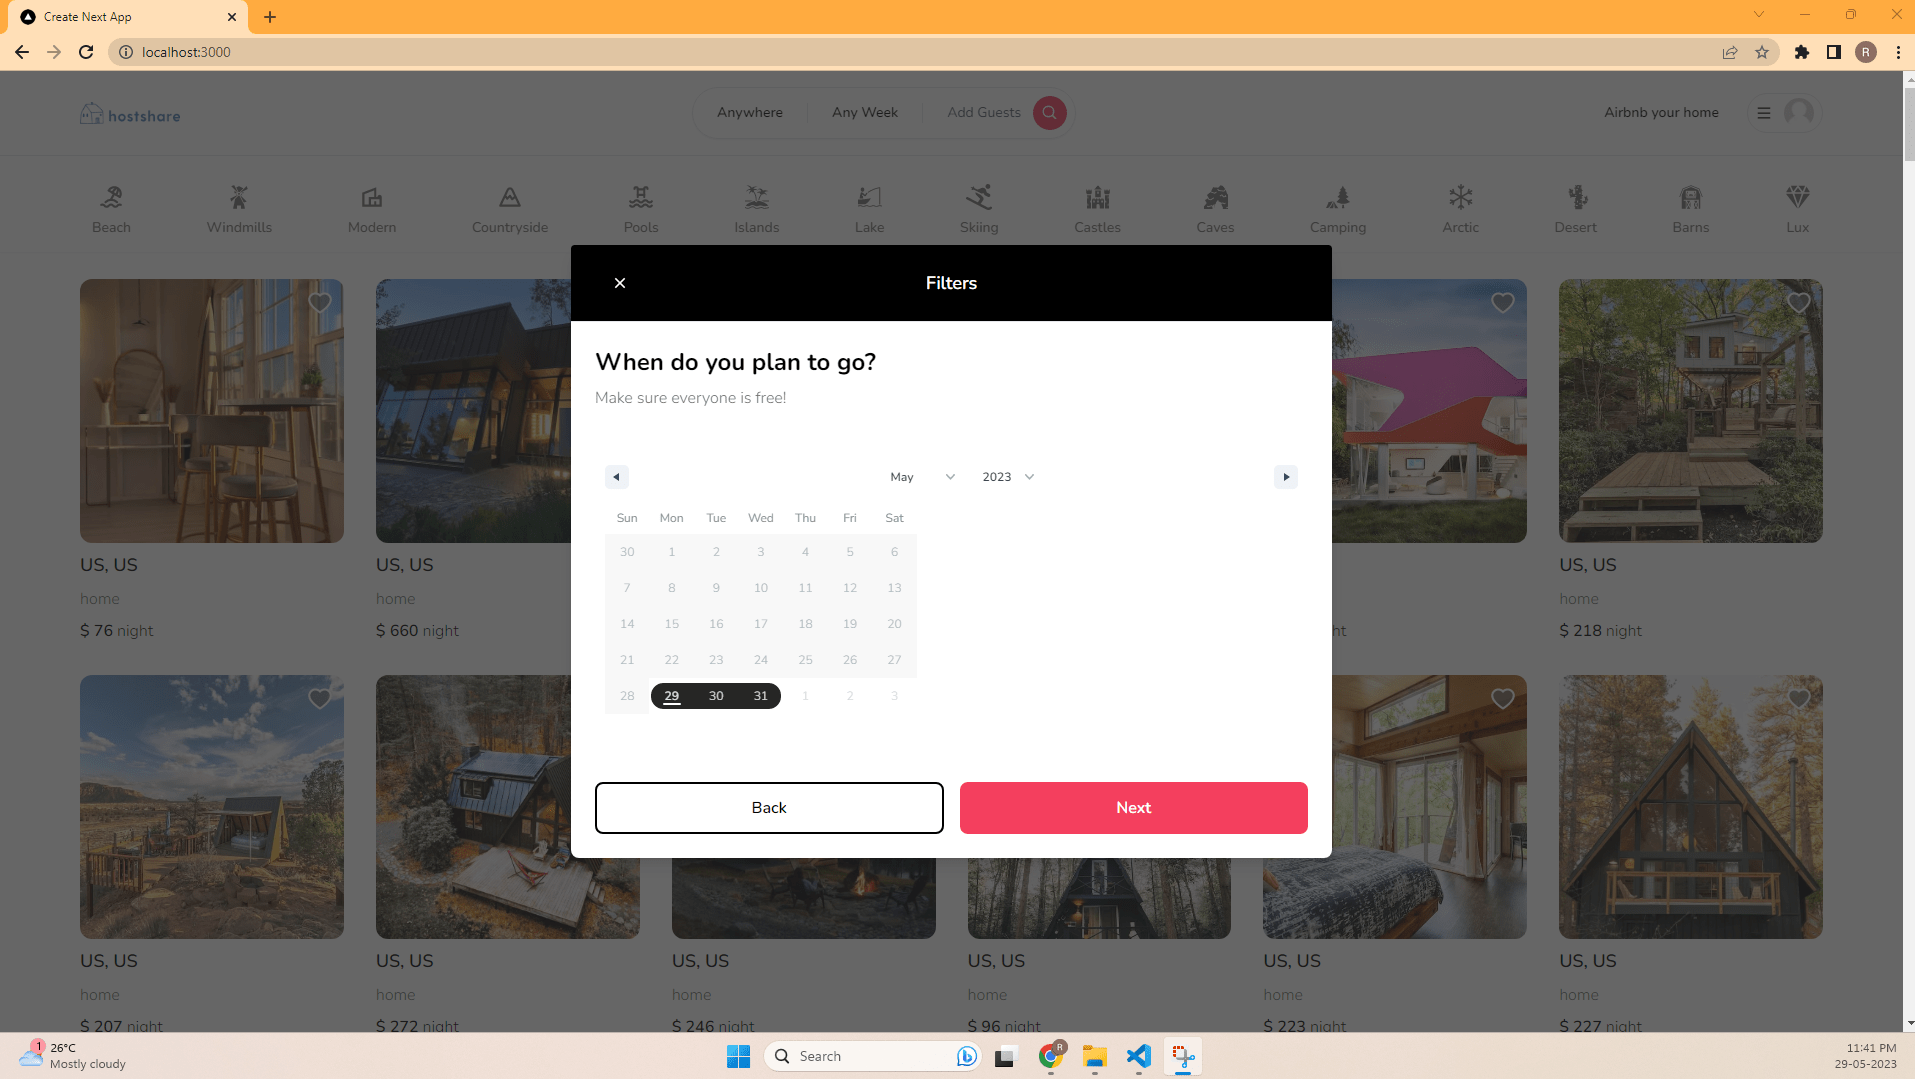 Create Next App
localhost:3000
R
hostshare
Anywhere
Any Week
Add Guests
Airbnb your home
Beach
Windmills
Modern
Countryside
Pools
Islands
Lake
Skiing
Castles
Caves
Camping
Arctic
Desert
Barns
Lux
Filters
When do you plan to go?
Make sure everyone is free!
May
2023
Sun Mon Tue Wed Thu Fri Sat
30 1 2 3 4 5 6
7 8 9 10 11 12 13
14 15 16 17 18 19 20
21 22 23 24 25 26 27
28 29 30 31 1 2 3
Back
Next
US, US
home
$ 76 night
US, US
home
$ 660 night
US, US
home
$ 218 night
US, US
home
$ 207 night
US, US
home
$ 272 night
US, US
home
$ 246 night
US, US
home
$ 96 night
US, US
home
$ 223 night
US, US
home
$ 227 night
1
26°C
Mostly cloudy
Search
R
11:41 PM
29-05-2023